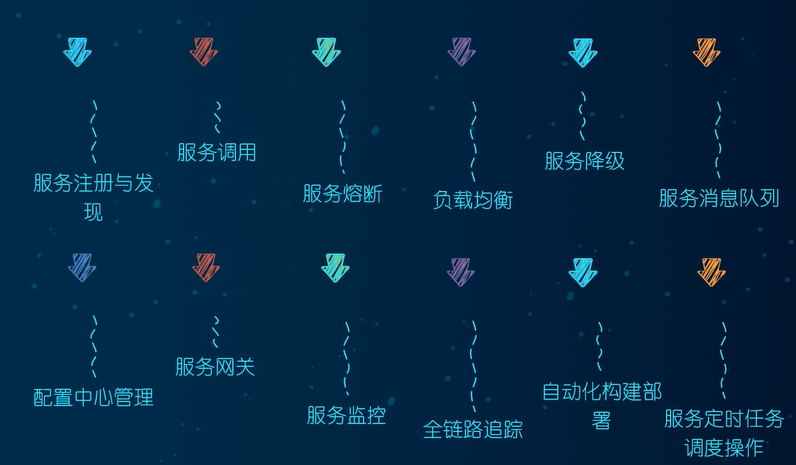 服务注册与发
现
服务调用
服务熔断
负载均衡
服务降级
服务消息队列
配置中心管理
服务网关
服务监控
全链路追踪
自动化构建部
署
服务定时任务
调度操作